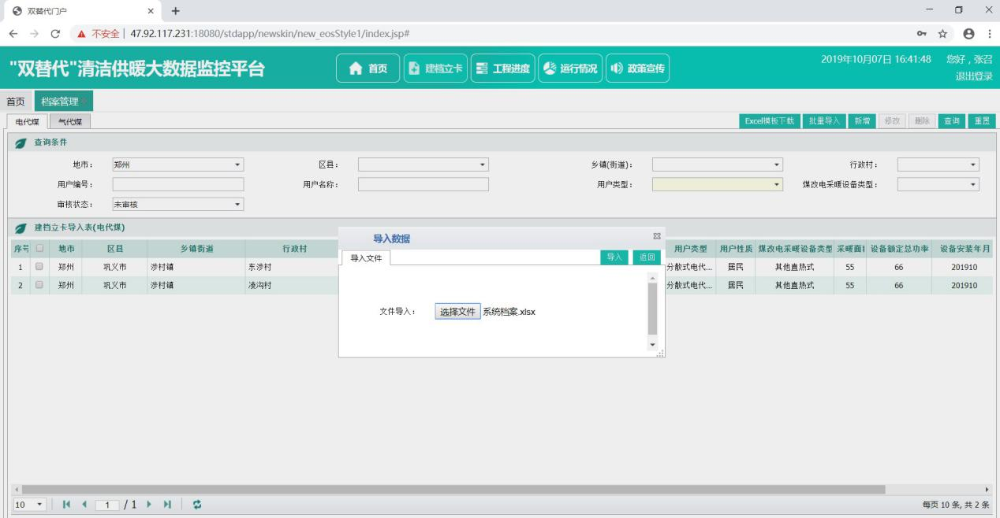 双替代门户
不安全 | 47.92.117.231:18080/stdapp/newskin/new_eosStyle1/index.jsp#
"双替代"清洁供暖大数据监控平台
首页 建档立卡 工程进度 运行情况 政策宣传
2019年10月07日 16:41:48 您好，张召
退出登录
首页 档案管理
电代煤 气代煤
Excel模板下载 批量导入 新增 修改 删除 查询 重置
查询条件
地市： 郑州 区县： 乡镇(街道)： 行政村：
用户编号： 用户名称： 用户类型： 煤改电采暖设备类型：
审核状态： 未审核
建档立卡导入表(电代煤)
序号 地市 区县 乡镇街道 行政村 用户类型 用户性质 煤改电采暖设备类型 采暖面 设备额定总功率 设备安装年月
1 郑州 巩义市 涉村镇 东涉村 分散式电代... 居民 其他直热式 55 66 201910
2 郑州 巩义市 涉村镇 凌沟村 分散式电代... 居民 其他直热式 55 66 201910
导入数据
导入文件 导入 返回
文件导入： 选择文件 系统档案.xlsx
10 1 / 1 每页 10 条, 共 2 条